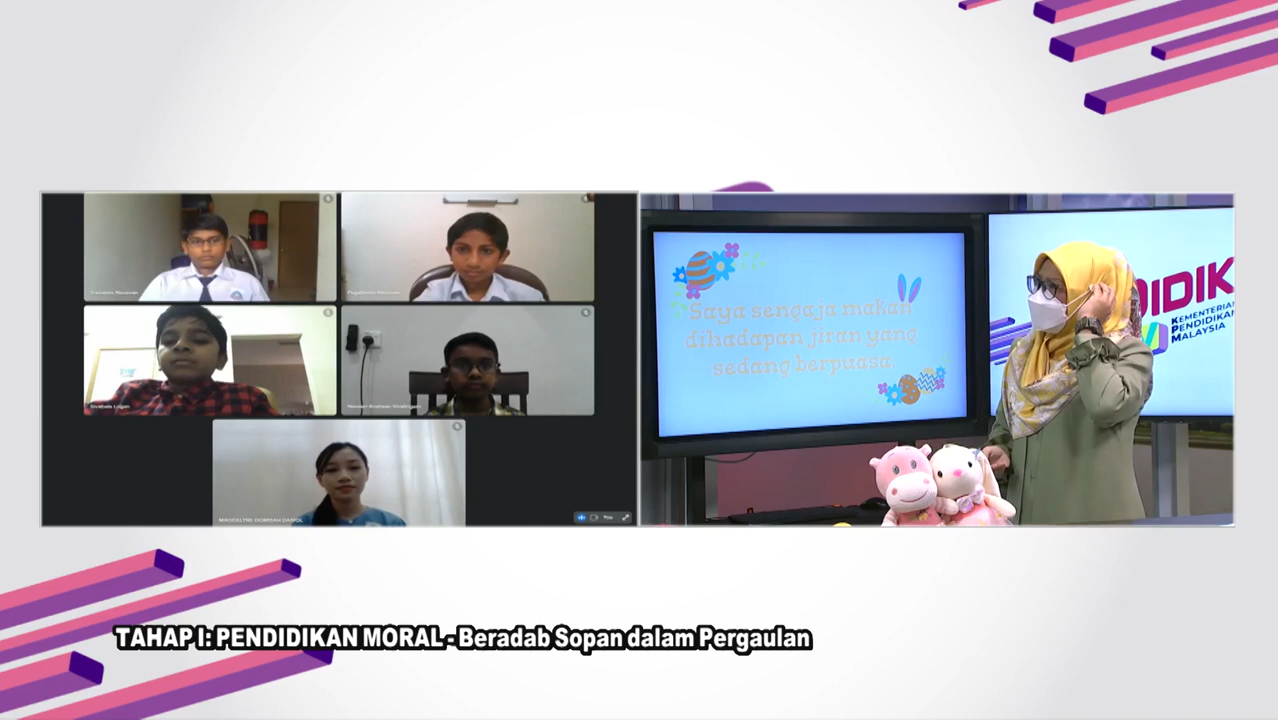 Saya sengaja makan
dihadapan jiran yang
sedang berpuasa.
DIDIK
KEMENTERIAN
PENDIDIKAN
MALAYSIA
You
TAHAP I: PENDIDIKAN MORAL - Beradab Sopan dalam Pergaulan